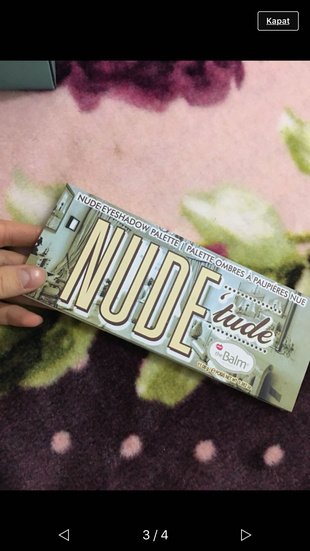 Kapat
NUDE EYESHADOW PALETTE | PALETTE OMBRES À PAUPIÈRES NUE
NUDE
'tude
theBalm
3 / 4